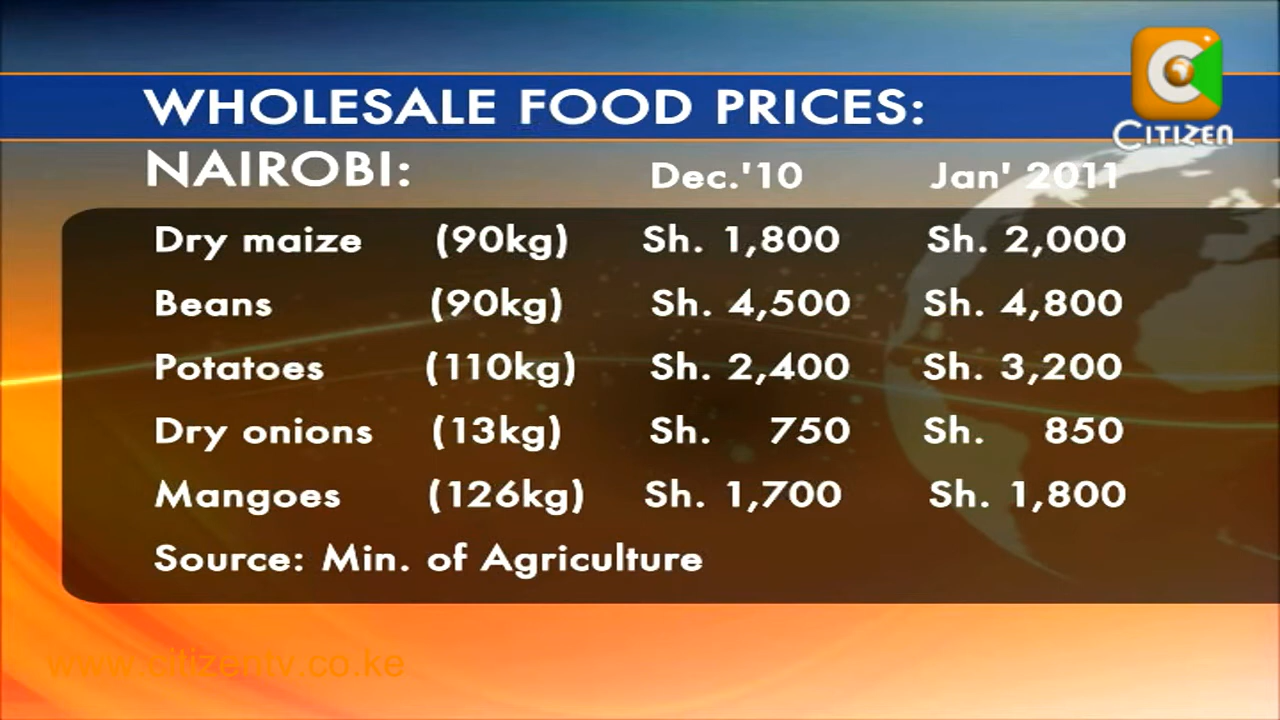 CITIZEN
WHOLESALE FOOD PRICES:
NAIROBI: Dec.'10 Jan' 2011
Dry maize (90kg) Sh. 1,800 Sh. 2,000
Beans (90kg) Sh. 4,500 Sh. 4,800
Potatoes (110kg) Sh. 2,400 Sh. 3,200
Dry onions (13kg) Sh. 750 Sh. 850
Mangoes (126kg) Sh. 1,700 Sh. 1,800
Source: Min. of Agriculture
www.citizentv.co.ke